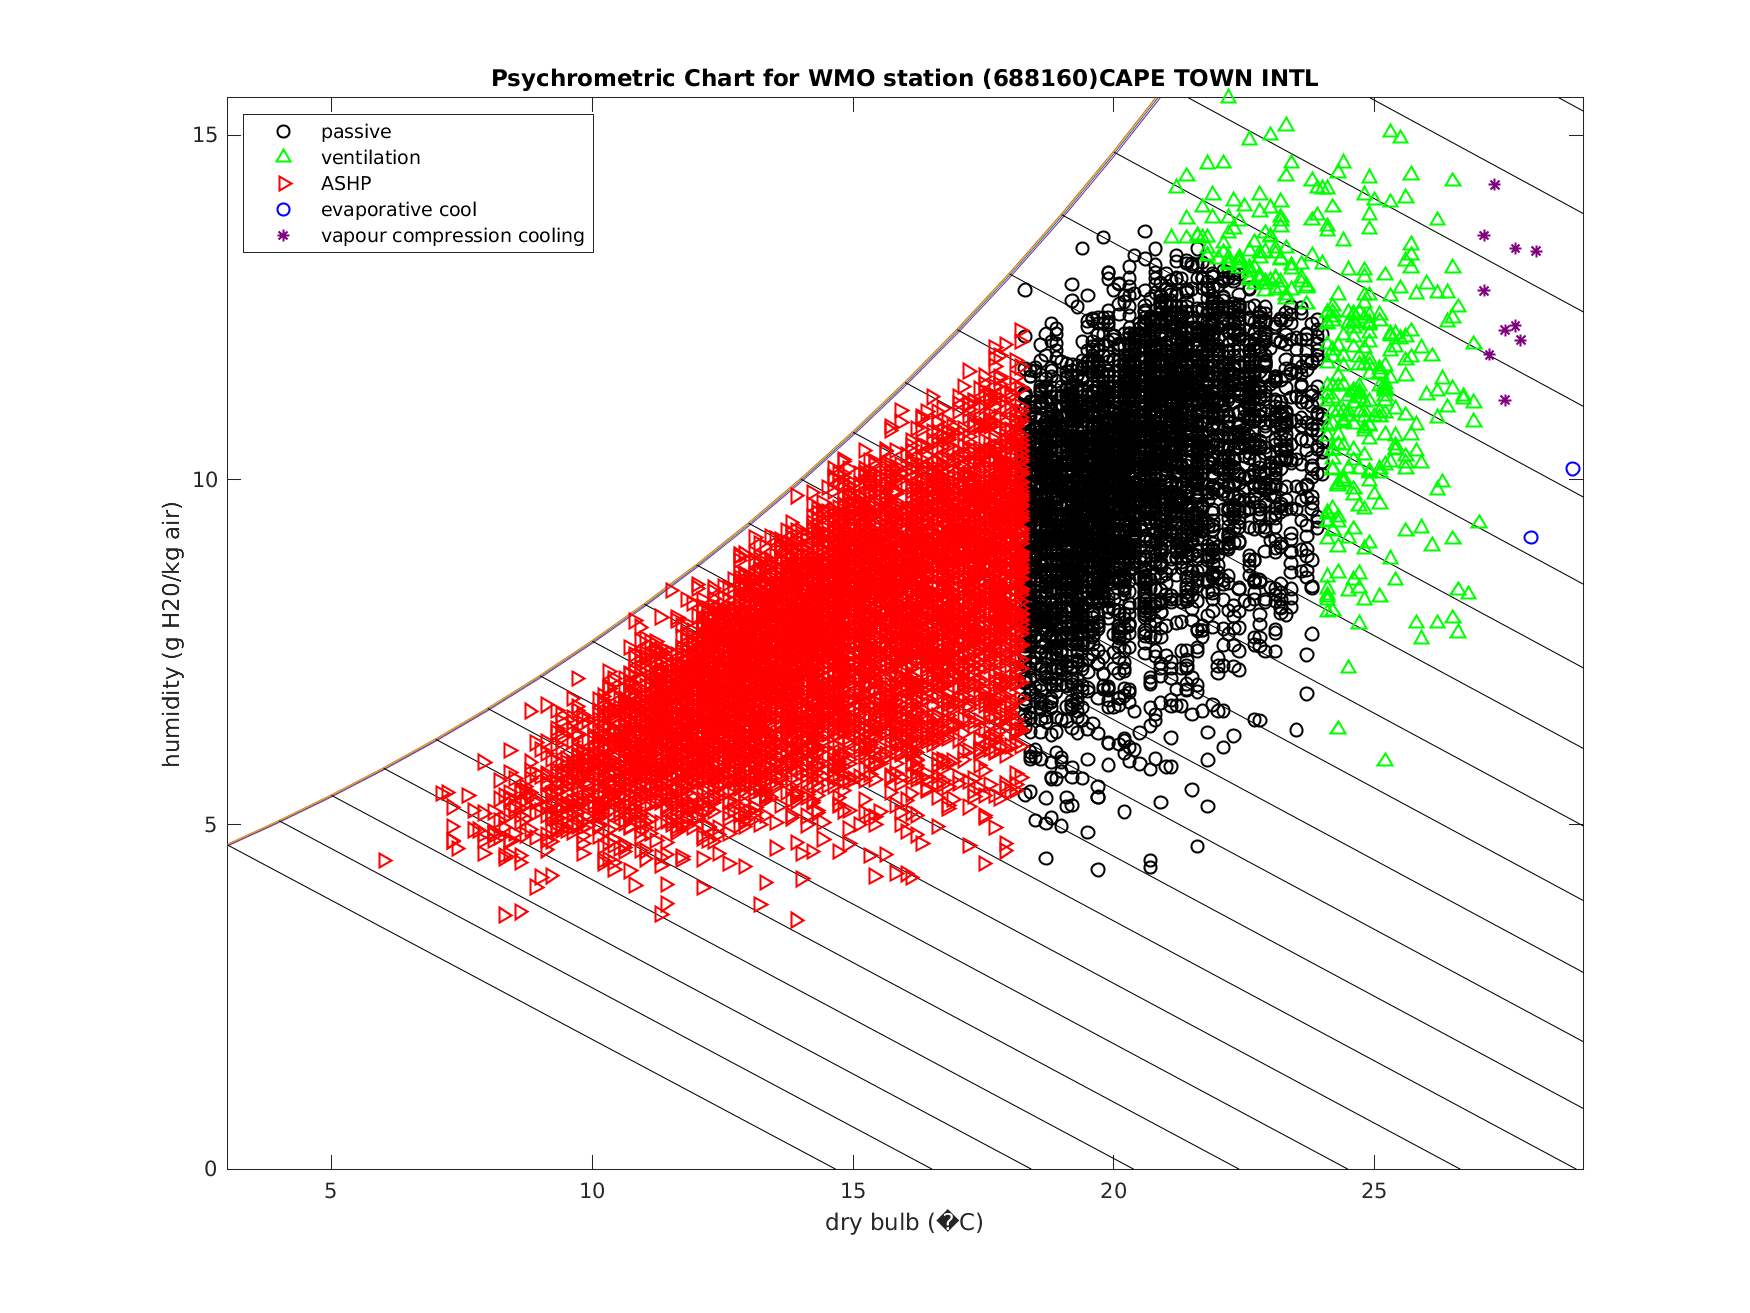 Psychrometric Chart for WMO station (688160)CAPE TOWN INTL
passive
ventilation
ASHP
evaporative cool
vapour compression cooling
15
10
5
0
humidity (g H20/kg air)
5 10 15 20 25
dry bulb (�C)